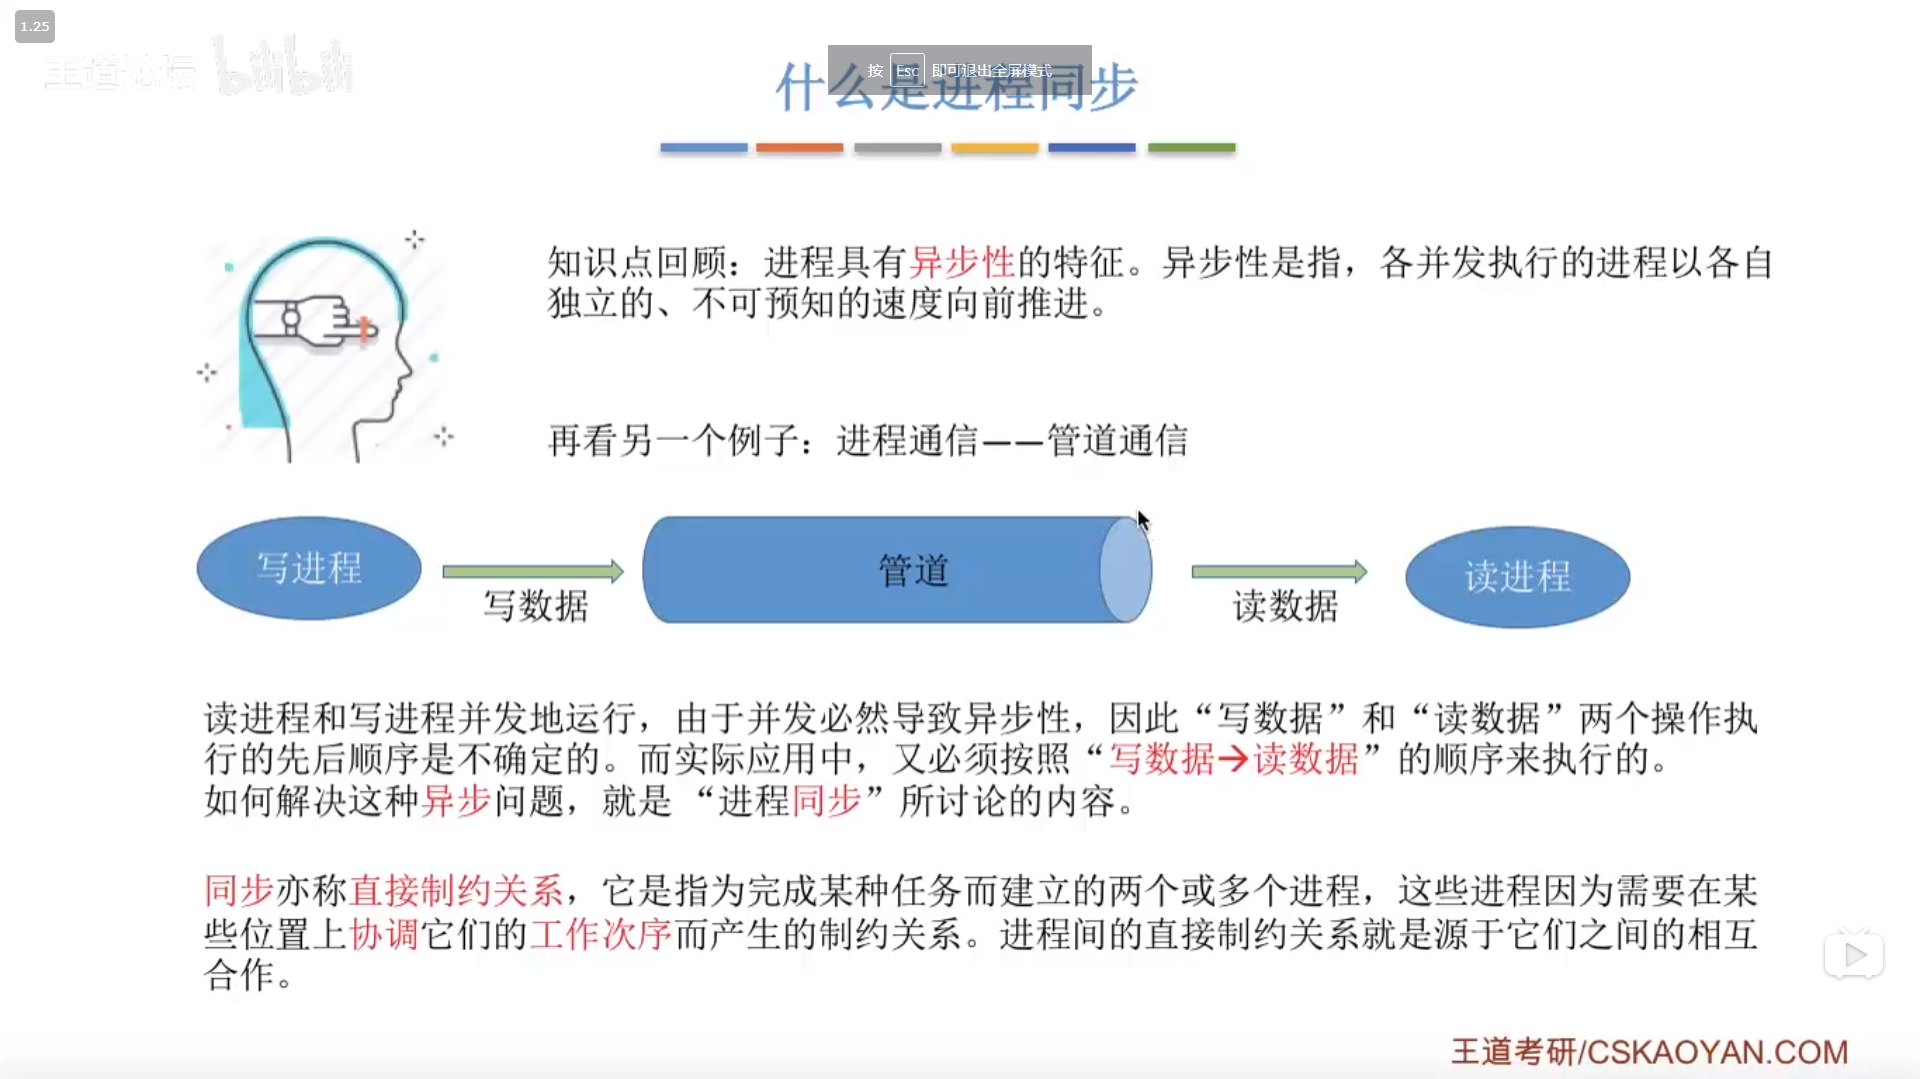 1.25
王道论坛 bilibili
按 Esc 即可退出全屏模式
什么是进程同步
知识点回顾：进程具有异步性的特征。异步性是指，各并发执行的进程以各自
独立的、不可预知的速度向前推进。
再看另一个例子：进程通信——管道通信
写进程
写数据
管道
读数据
读进程
读进程和写进程并发地运行，由于并发必然导致异步性，因此“写数据”和“读数据”两个操作执
行的先后顺序是不确定的。而实际应用中，又必须按照“写数据→读数据”的顺序来执行的。
如何解决这种异步问题，就是 “进程同步”所讨论的内容。
同步亦称直接制约关系，它是指为完成某种任务而建立的两个或多个进程，这些进程因为需要在某
些位置上协调它们的工作次序而产生的制约关系。进程间的直接制约关系就是源于它们之间的相互
合作。
王道考研/CSKAOYAN.COM